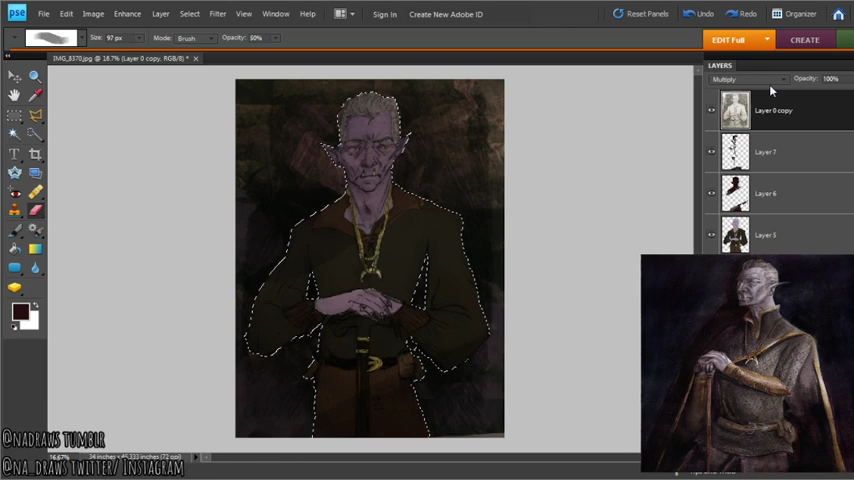 pse File Edit Image Enhance Layer Select Filter View Window Help Sign In Create New Adobe ID Reset Panels Undo Redo Organizer
Size: 97 px Mode: Brush Opacity: 50% EDIT Full CREATE
IMG_8370.jpg @ 16.7% (Layer 0 copy, RGB/8) * × LAYERS
Multiply Opacity: 100%
Layer 0 copy
Layer 7
Layer 6
Layer 5
@NADRAWS TUMBLR
@NA_DRAWS TWITTER/ INSTAGRAM